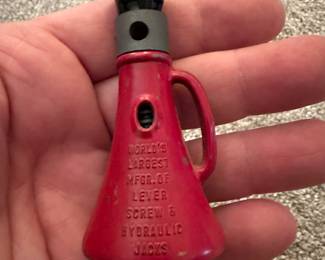 WORLD'S
LARGEST
MFGR. OF
LEVER
SCREW &
HYDRAULIC
JACKS